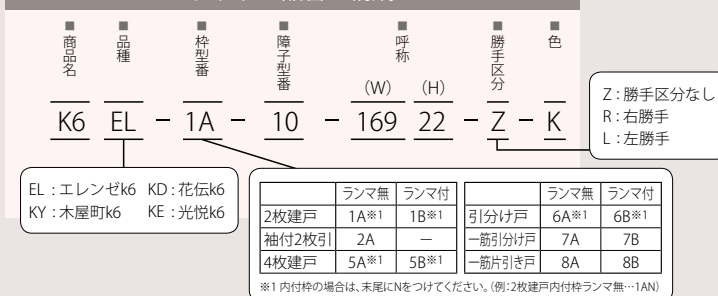 ■商品名
■品種
■枠型番
■障子型番
■呼称
■勝手区分
■色
(W) (H)
K6 EL − 1A − 10 − 169 22 − Z − K
Z：勝手区分なし
R：右勝手
L：左勝手
EL：エレンゼk6 KD：花伝k6
KY：木屋町k6 KE：光悦k6
ランマ無 ランマ付 ランマ無 ランマ付
2枚建戸 1A※1 1B※1 引分け戸 6A※1 6B※1
袖付2枚引 2A − 一筋引分け戸 7A 7B
4枚建戸 5A※1 5B※1 一筋片引き戸 8A 8B
※1 内付枠の場合は、末尾にNをつけてください。(例：2枚建戸内付枠ランマ無…1AN)